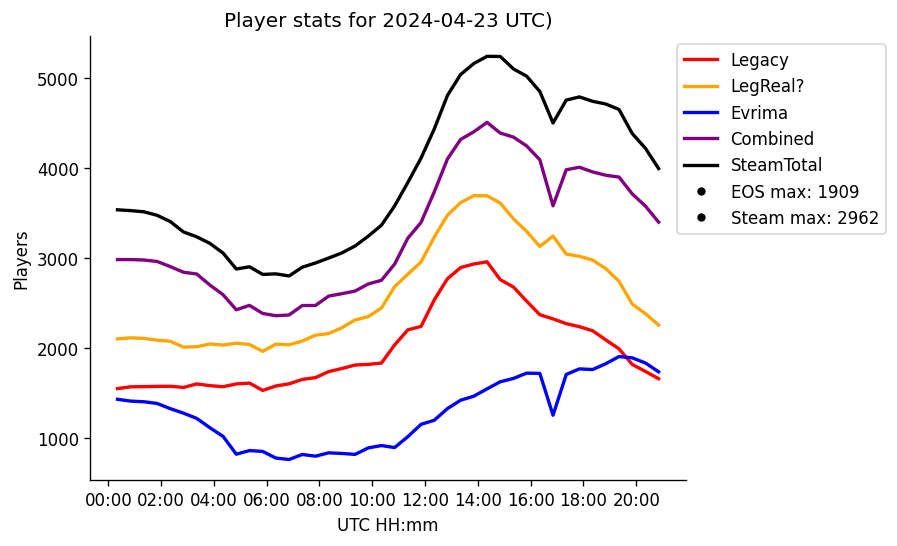 Player stats for 2024-04-23 UTC)
Players
5000
4000
3000
2000
1000
00:00 02:00 04:00 06:00 08:00 10:00 12:00 14:00 16:00 18:00 20:00
UTC HH:mm
Legacy
LegReal?
Evrima
Combined
SteamTotal
EOS max: 1909
Steam max: 2962